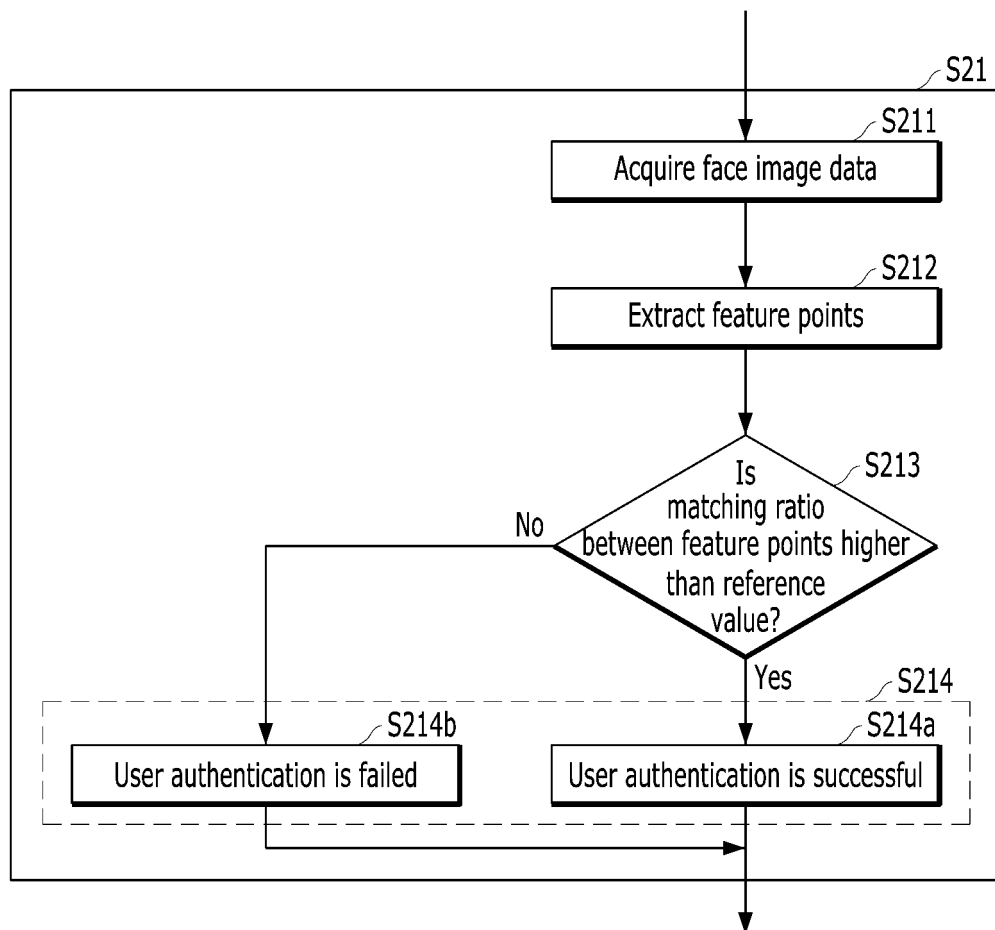 S21
S211
Acquire face image data
S212
Extract feature points
S213
Is
matching ratio
between feature points higher
than reference
value?
No
Yes
S214
S214b
User authentication is failed
S214a
User authentication is successful